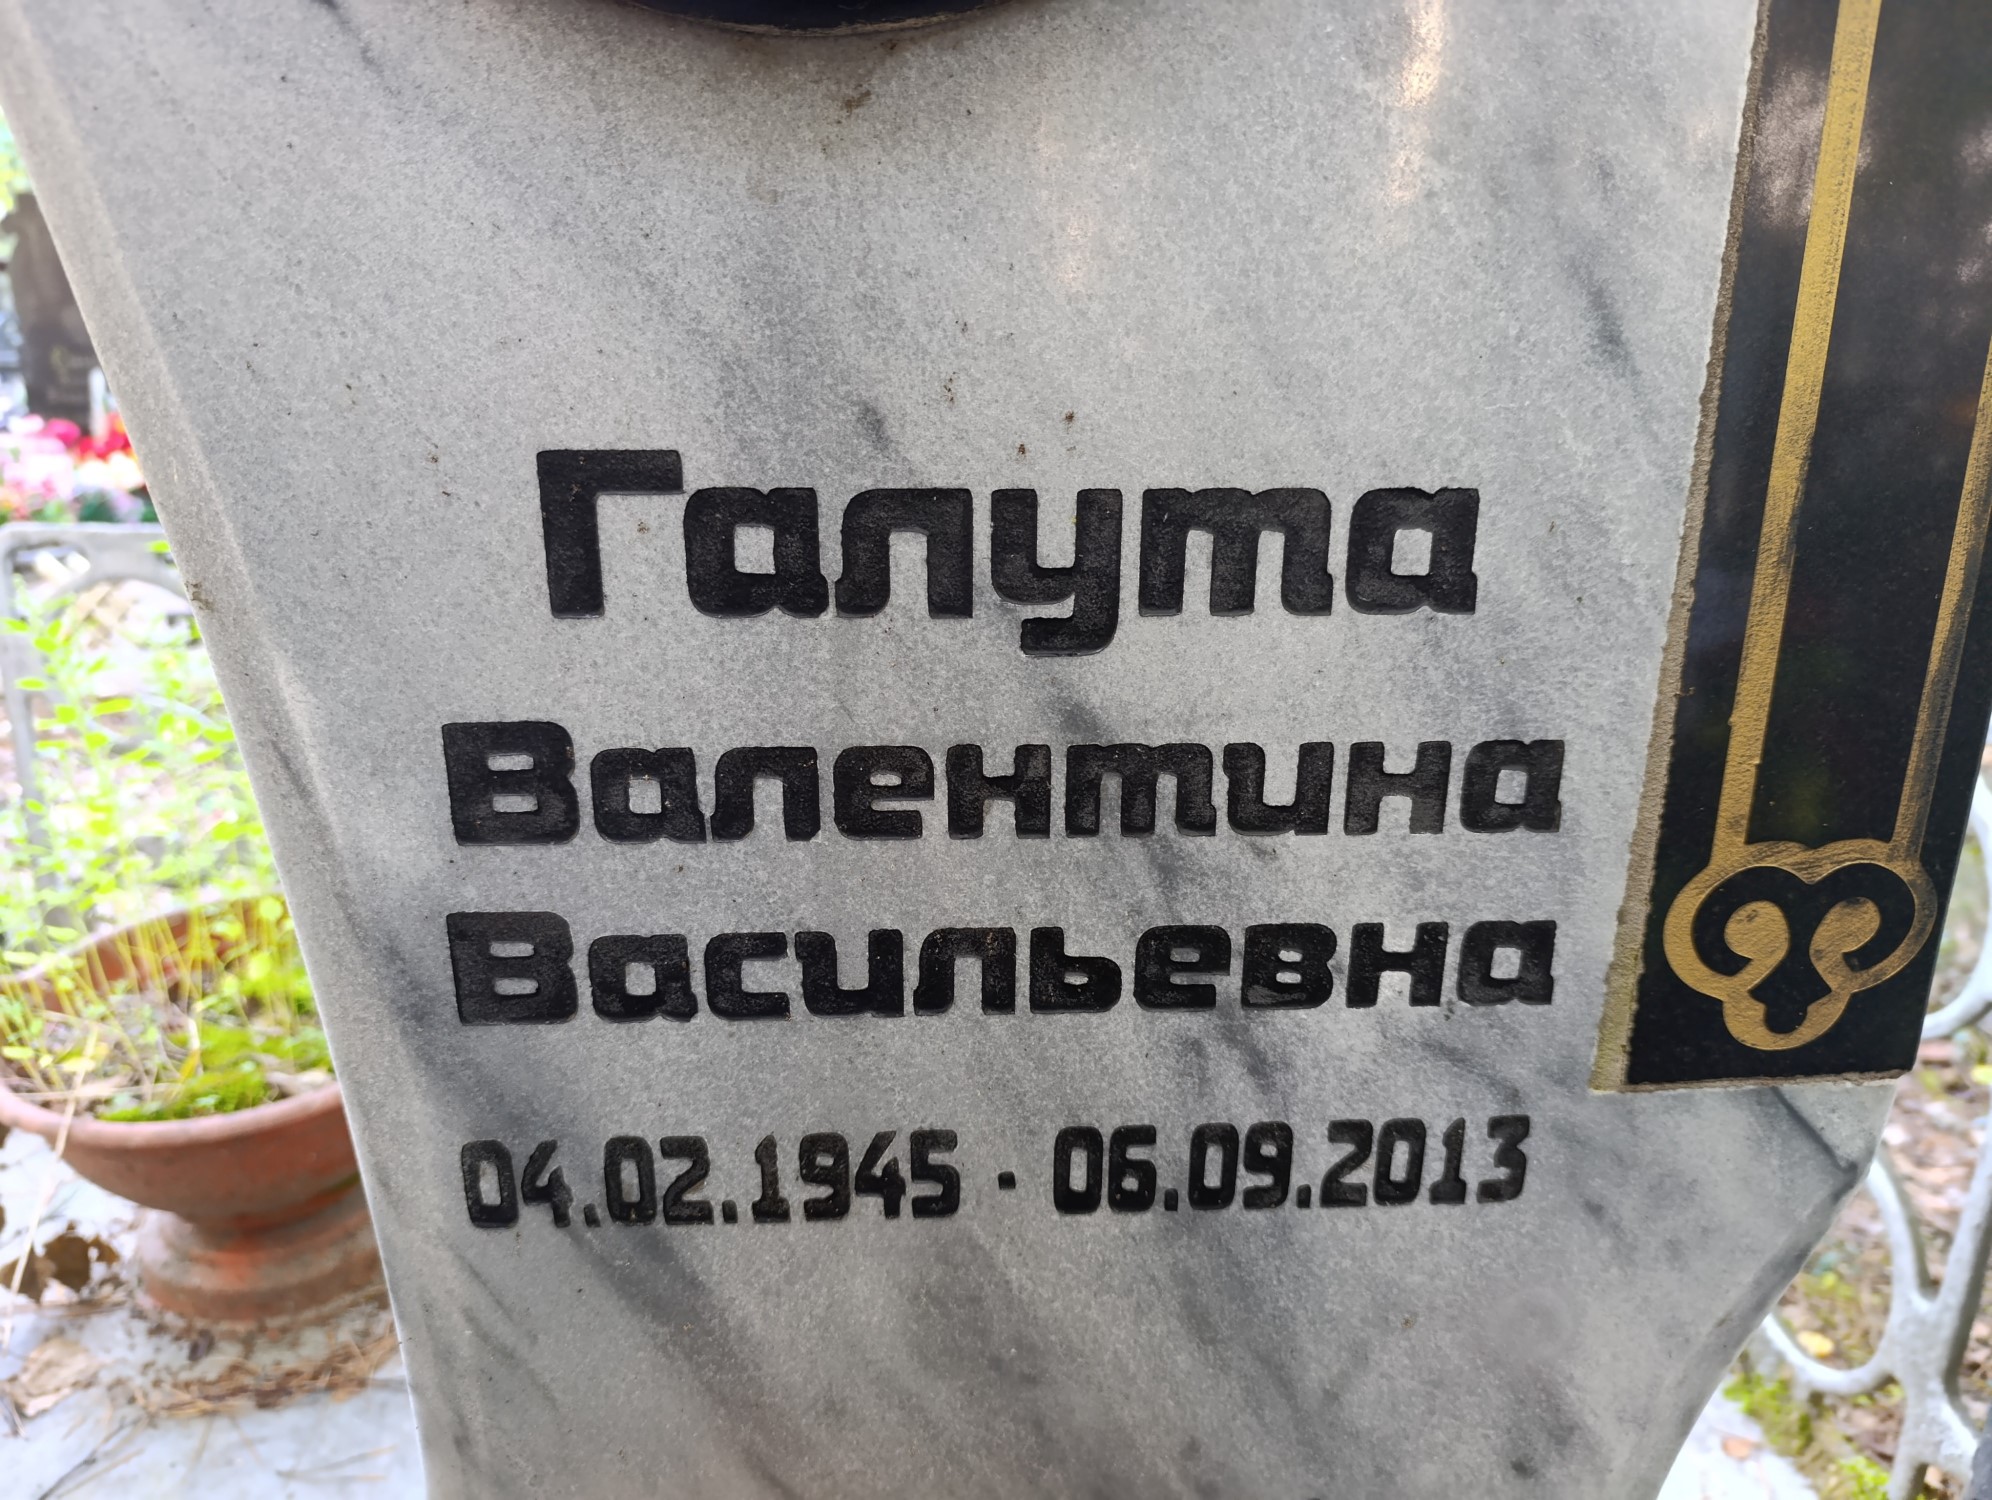 Галута
Валентина
Васильевна
04.02.1945 · 06.09.2013